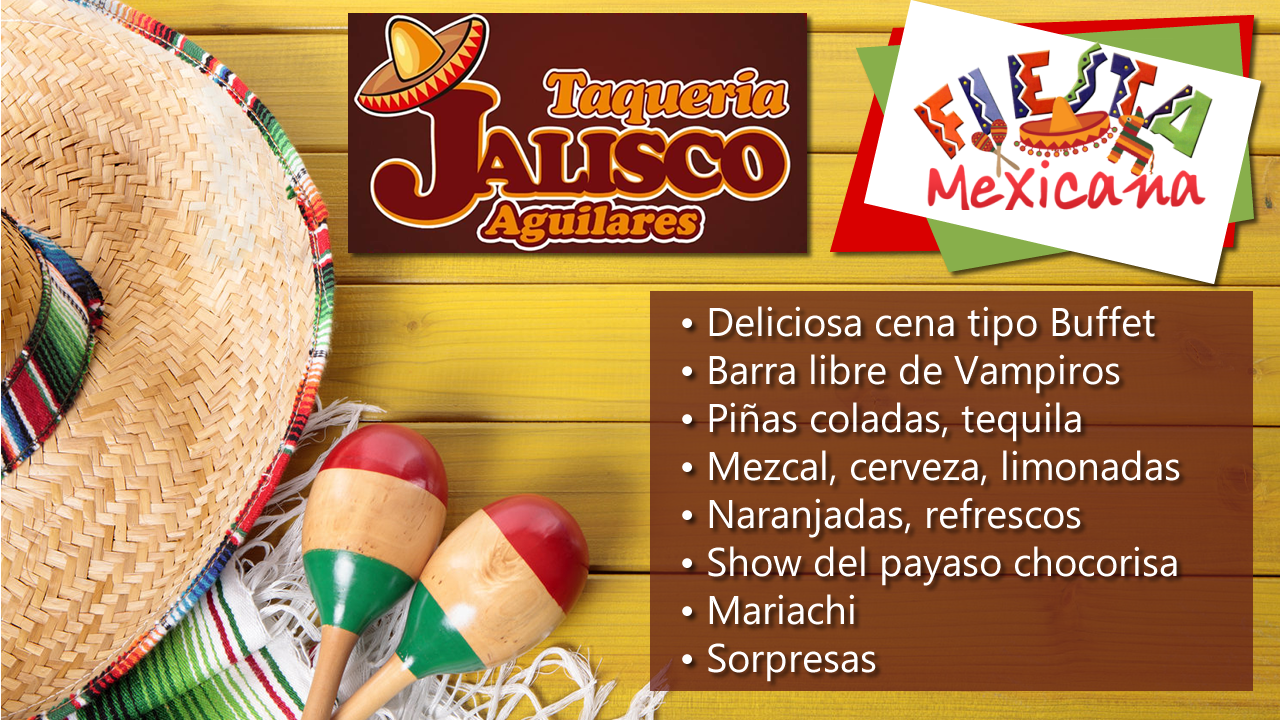 Taqueria
JALISCO
Aguilares
FIESTA
Mexicana
• Deliciosa cena tipo Buffet
• Barra libre de Vampiros
• Piñas coladas, tequila
• Mezcal, cerveza, limonadas
• Naranjadas, refrescos
• Show del payaso chocorisa
• Mariachi
• Sorpresas